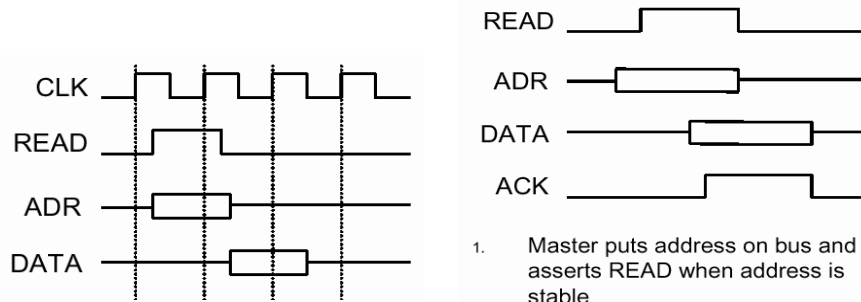 CLK
READ
ADR
DATA
READ
ADR
DATA
ACK
1. Master puts address on bus and
asserts READ when address is
stable